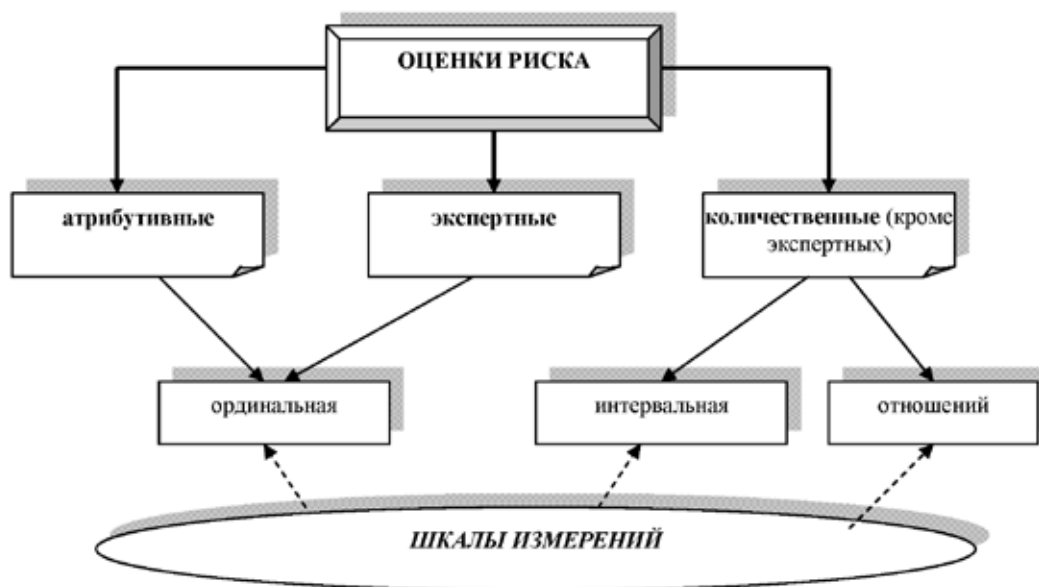 ОЦЕНКИ РИСКА
атрибутивные
экспертные
количественные (кроме
экспертных)
ординальная
интервальная
отношений
ШКАЛЫ ИЗМЕРЕНИЙ